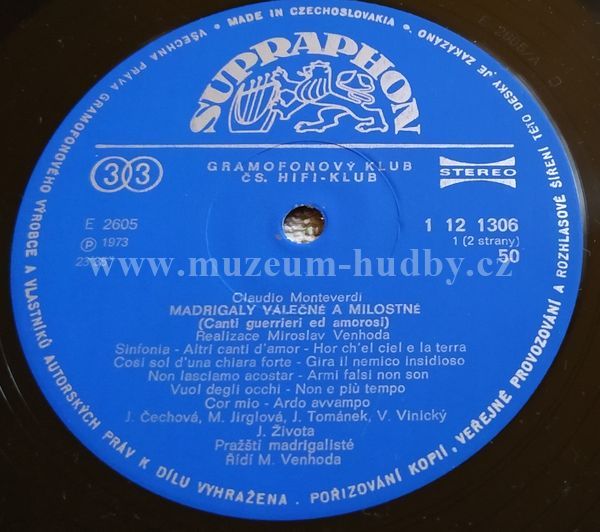 VŠECHNA PRÁVA GRAMOFONOVÉHO VÝROBCE A VLASTNÍKŮ AUTORSKÝCH PRÁV K DÍLU VYHRAŽENA. POŘIZOVÁNÍ KOPIÍ, VEŘEJNÉ PROVOZOVÁNÍ A ROZHLASOVÉ ŠÍŘENÍ TÉTO DESKY JE ZAKÁZÁNO • MADE IN CZECHOSLOVAKIA •
SUPRAPHON
GRAMOFONOVÝ KLUB
ČS. HIFI-KLUB
33
STEREO
E 2605
℗ 1973
1 12 1306
1 (2 strany)
50
www.muzeum-hudby.cz
Claudio Monteverdi
MADRIGALY VÁLEČNÉ A MILOSTNÉ
(Canti guerrieri ed amorosi)
Realizace Miroslav Venhoda
Sinfonia - Altri canti d'amor - Hor ch'el ciel e la terra
Così sol d'una chiara forte - Gira il nemico insidioso
Non lasciamo acostar - Armi falsi non son
Vuol degli occhi - Non e più tempo
Cor mio - Ardo avvampo
J. Čechová, M. Jirglová, J. Tománek, V. Vinický
J. Života
Pražští madrigalisté
Řídí M. Venhoda